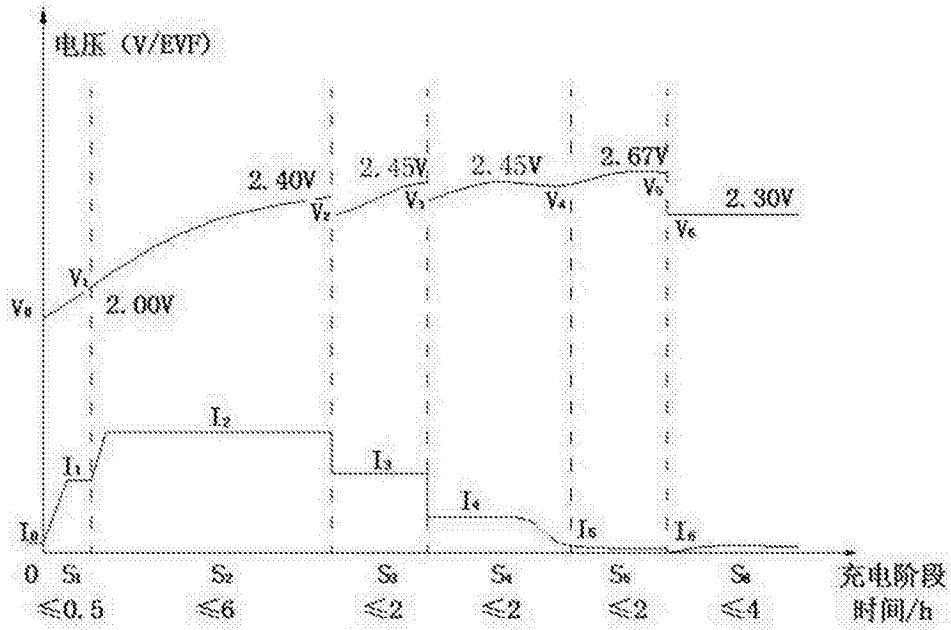 电压 (V/EVF)
2.40V
2.45V
2.45V
2.67V
2.30V
2.00V
V₀
V₁
V₂
V₃
V₄
V₅
V₆
I₀
I₁
I₂
I₃
I₄
I₅
I₆
0 S₁ S₂ S₃ S₄ S₅ S₆ 充电阶段
≤0.5 ≤6 ≤2 ≤2 ≤2 ≤4 时间/h